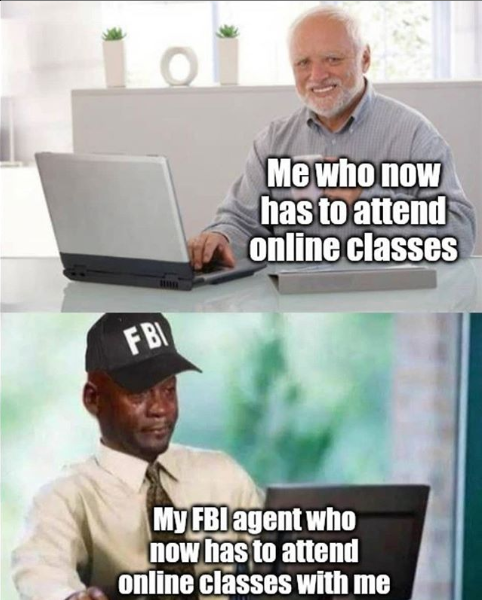 Me who now
has to attend
online classes
FBI
My FBI agent who
now has to attend
online classes with me